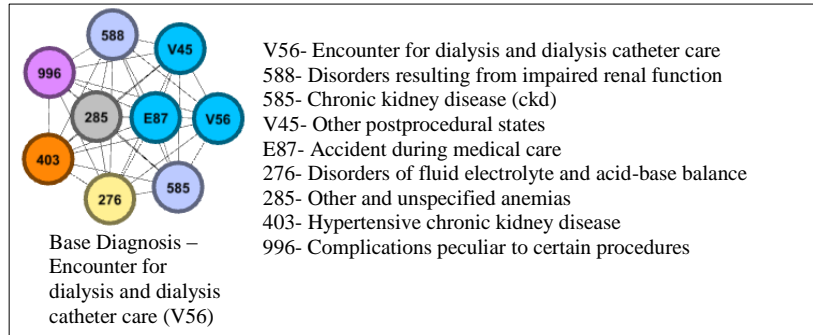 588
V45
996
285
E87
V56
403
276
585
Base Diagnosis –
Encounter for
dialysis and dialysis
catheter care (V56)
V56- Encounter for dialysis and dialysis catheter care
588- Disorders resulting from impaired renal function
585- Chronic kidney disease (ckd)
V45- Other postprocedural states
E87- Accident during medical care
276- Disorders of fluid electrolyte and acid-base balance
285- Other and unspecified anemias
403- Hypertensive chronic kidney disease
996- Complications peculiar to certain procedures